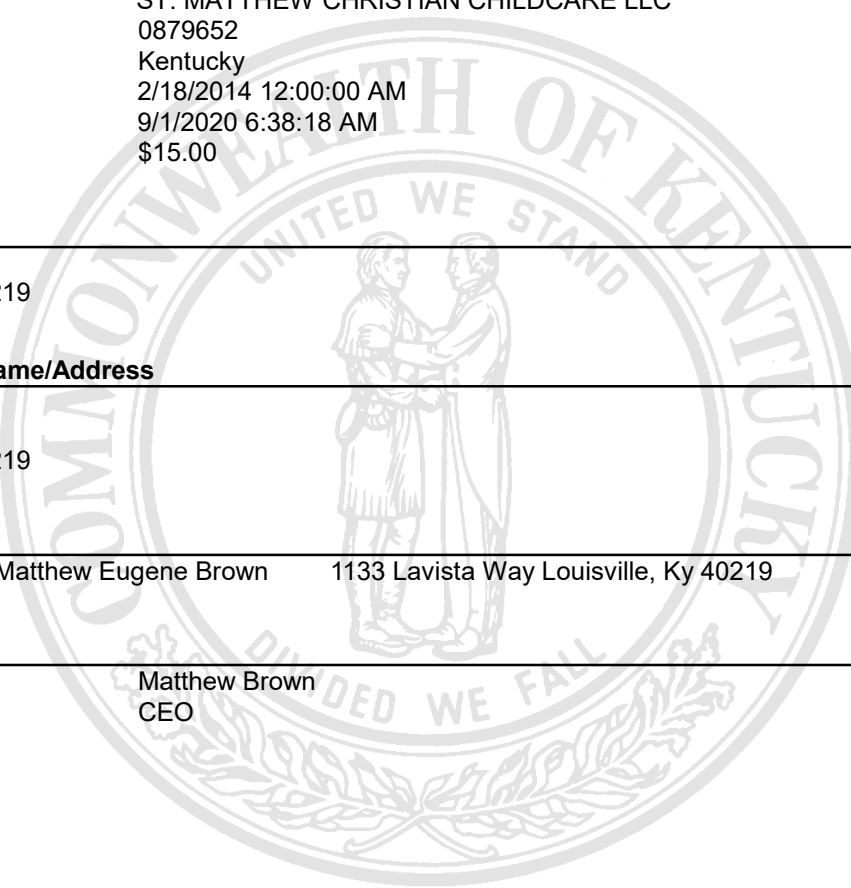 ST. MATTHEW CHRISTIAN CHILDCARE LLC
0879652
Kentucky
2/18/2014 12:00:00 AM
9/1/2020 6:38:18 AM
$15.00
COMMONWEALTH OF KENTUCKY
UNITED WE STAND
219
ame/Address
219
Matthew Eugene Brown 1133 Lavista Way Louisville, Ky 40219
DIVIDED WE FALL
Matthew Brown
CEO